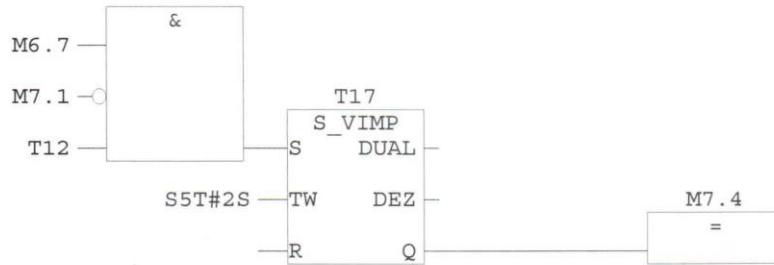 &
M6.7
M7.1
T17
S_VIMP
T12
S DUAL
S5T#2S TW DEZ M7.4
=
R Q